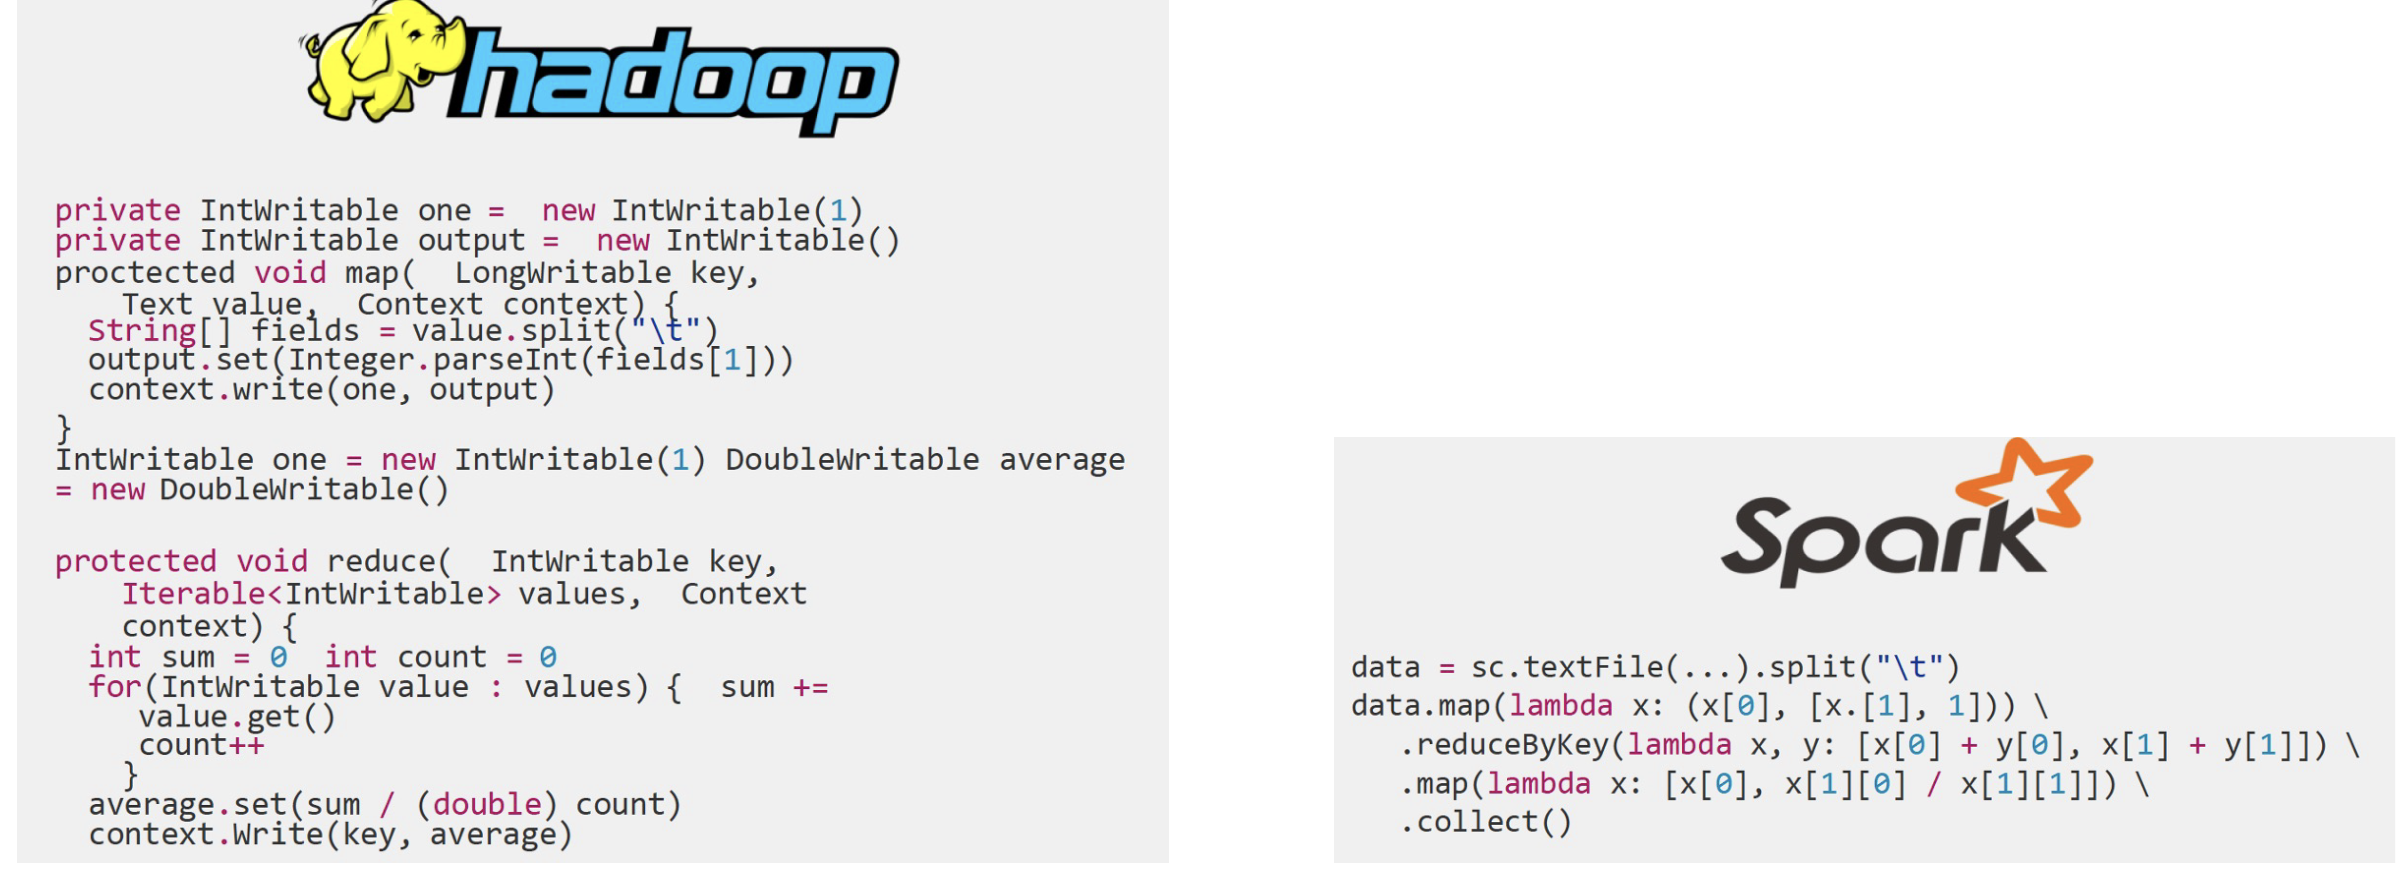 hadoop
private IntWritable one =  new IntWritable(1)
private IntWritable output =  new IntWritable()
proctected void map(  LongWritable key,
    Text value,  Context context) {
  String[] fields = value.split("\t")
  output.set(Integer.parseInt(fields[1]))
  context.write(one, output)
}
IntWritable one = new IntWritable(1) DoubleWritable average
= new DoubleWritable()
protected void reduce(  IntWritable key,
    Iterable<IntWritable> values,  Context
    context) {
  int sum = 0  int count = 0
  for(IntWritable value : values) {  sum +=
     value.get()
     count++
    }
  average.set(sum / (double) count)
  context.Write(key, average)
Spark
data = sc.textFile(...).split("\t")
data.map(lambda x: (x[0], [x.[1], 1])) \
   .reduceByKey(lambda x, y: [x[0] + y[0], x[1] + y[1]]) \
   .map(lambda x: [x[0], x[1][0] / x[1][1]]) \
   .collect()